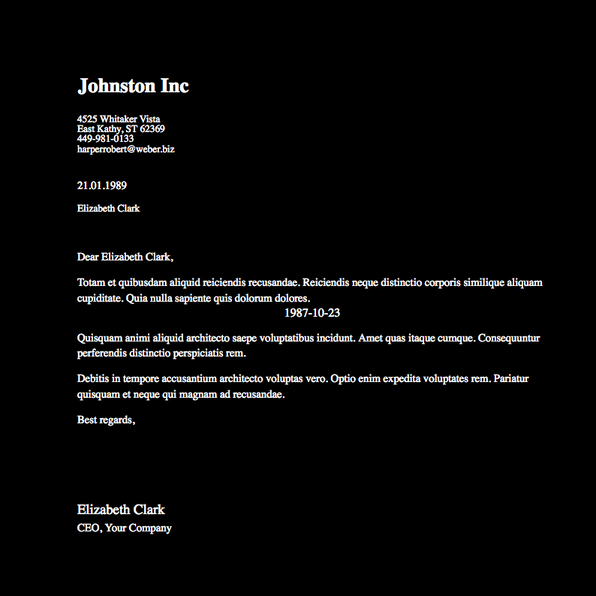 Johnston Inc
4525 Whitaker Vista
East Kathy, ST 62369
449-981-0133
harperrobert@weber.biz
21.01.1989
Elizabeth Clark
Dear Elizabeth Clark,
Totam et quibusdam aliquid reiciendis recusandae. Reiciendis neque distinctio corporis similique aliquam
cupiditate. Quia nulla sapiente quis dolorum dolores.
1987-10-23
Quisquam animi aliquid architecto saepe voluptatibus incidunt. Amet quas itaque cumque. Consequuntur
perferendis distinctio perspiciatis rem.
Debitis in tempore accusantium architecto voluptas vero. Optio enim expedita voluptates rem. Pariatur
quisquam et neque qui magnam ad recusandae.
Best regards,
Elizabeth Clark
CEO, Your Company